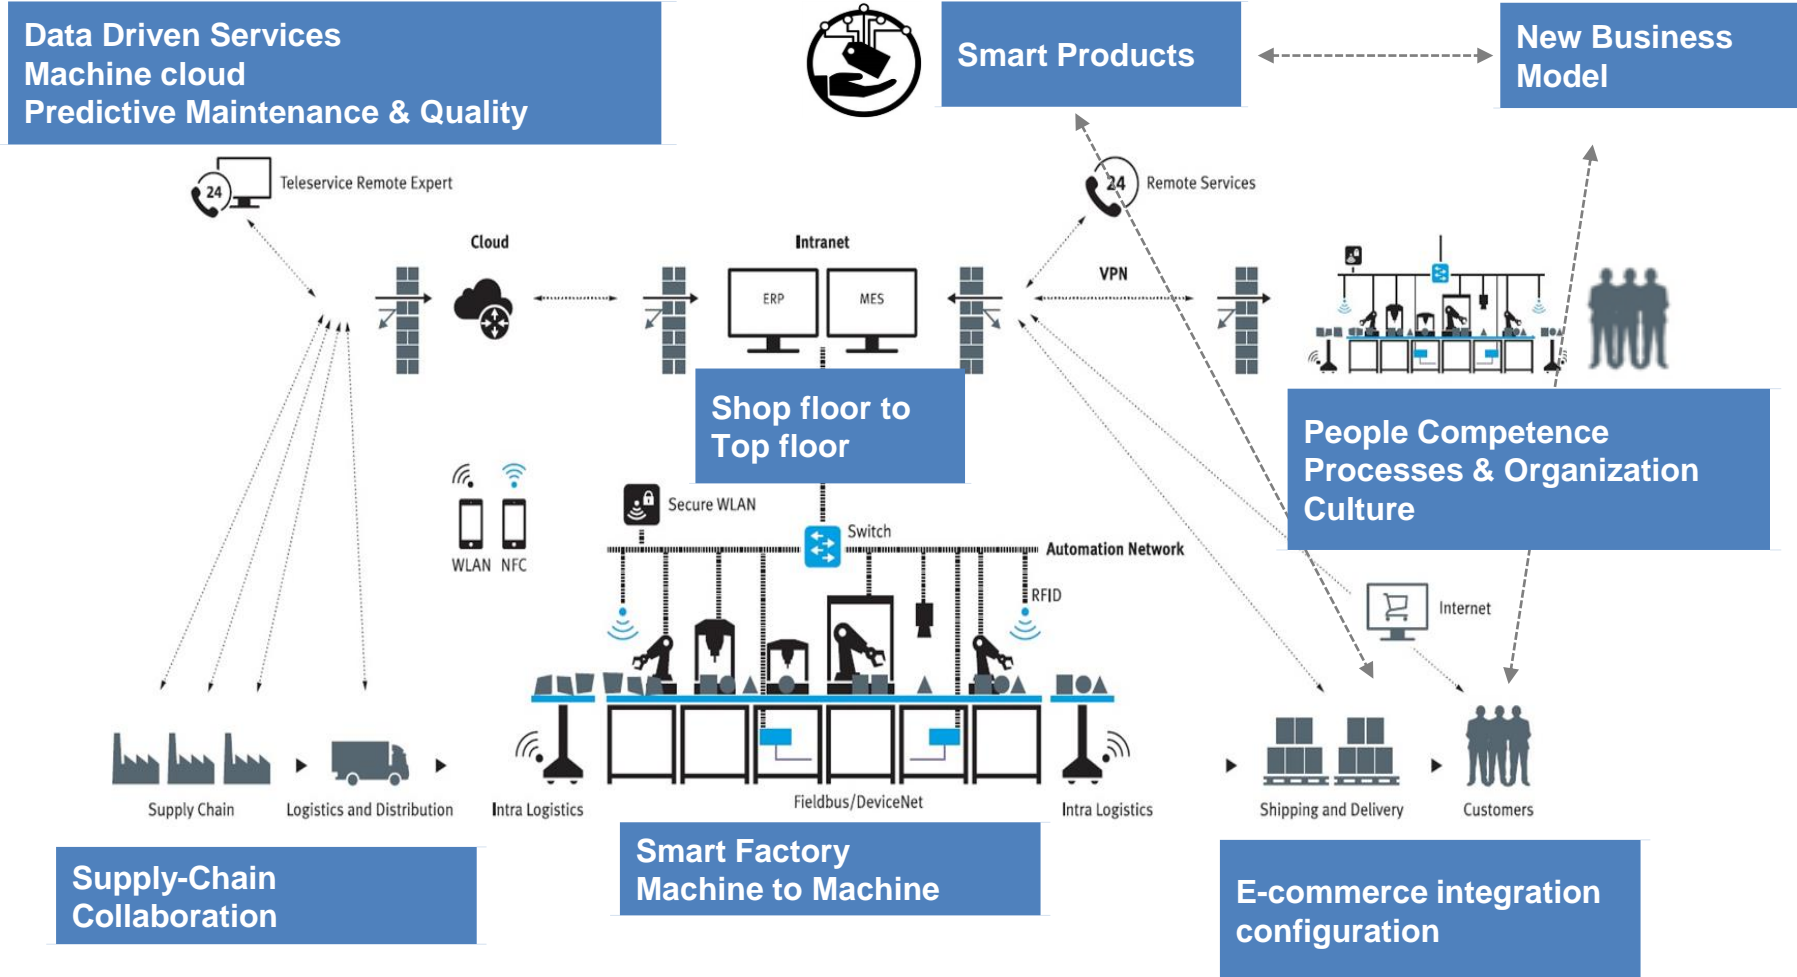 Data Driven Services
Machine cloud
Predictive Maintenance & Quality
Smart Products
New Business
Model
24
Teleservice Remote Expert
24
Remote Services
Cloud
Intranet
VPN
ERP
MES
Shop floor to
Top floor
People Competence
Processes & Organization
Culture
Secure WLAN
Switch
WLAN
NFC
Automation Network
RFID
Internet
Supply Chain
Logistics and Distribution
Intra Logistics
Fieldbus/DeviceNet
Intra Logistics
Shipping and Delivery
Customers
Supply-Chain
Collaboration
Smart Factory
Machine to Machine
E-commerce integration
configuration